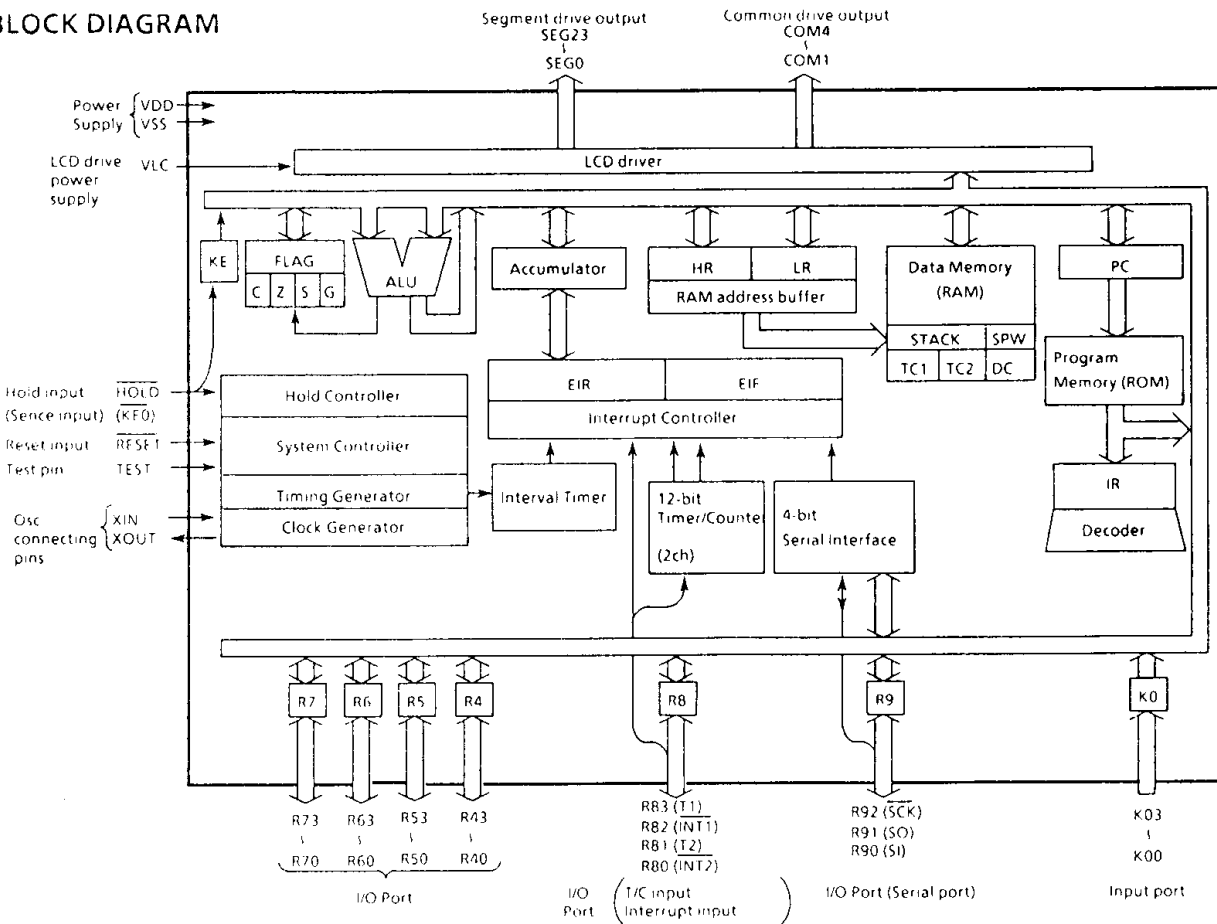 BLOCK DIAGRAM
Segment drive output
SEG23
SEG0
Common drive output
COM4
COM1
Power Supply
VDD
VSS
LCD drive power supply
VLC
LCD driver
KE
FLAG
C Z S G
ALU
Accumulator
HR LR
RAM address buffer
Data Memory (RAM)
STACK SPW
TC1 TC2 DC
PC
Program Memory (ROM)
IR
Decoder
EIR EIF
Interrupt Controller
Hold input HOLD
(Sence input) (KE0)
Reset input RESET
Test pin TEST
Osc connecting pins
XIN
XOUT
Hold Controller
System Controller
Timing Generator
Clock Generator
Interval Timer
12-bit Timer/Counter (2ch)
4-bit Serial Interface
R7 R6 R5 R4 R8 R9 K0
R73 R63 R53 R43
R70 R60 R50 R40
I/O Port
R83 (T1)
R82 (INT1)
R81 (T2)
R80 (INT2)
I/O Port
(T/C input
Interrupt input)
R92 (SCK)
R91 (SO)
R90 (SI)
I/O Port (Serial port)
K03
K00
Input port